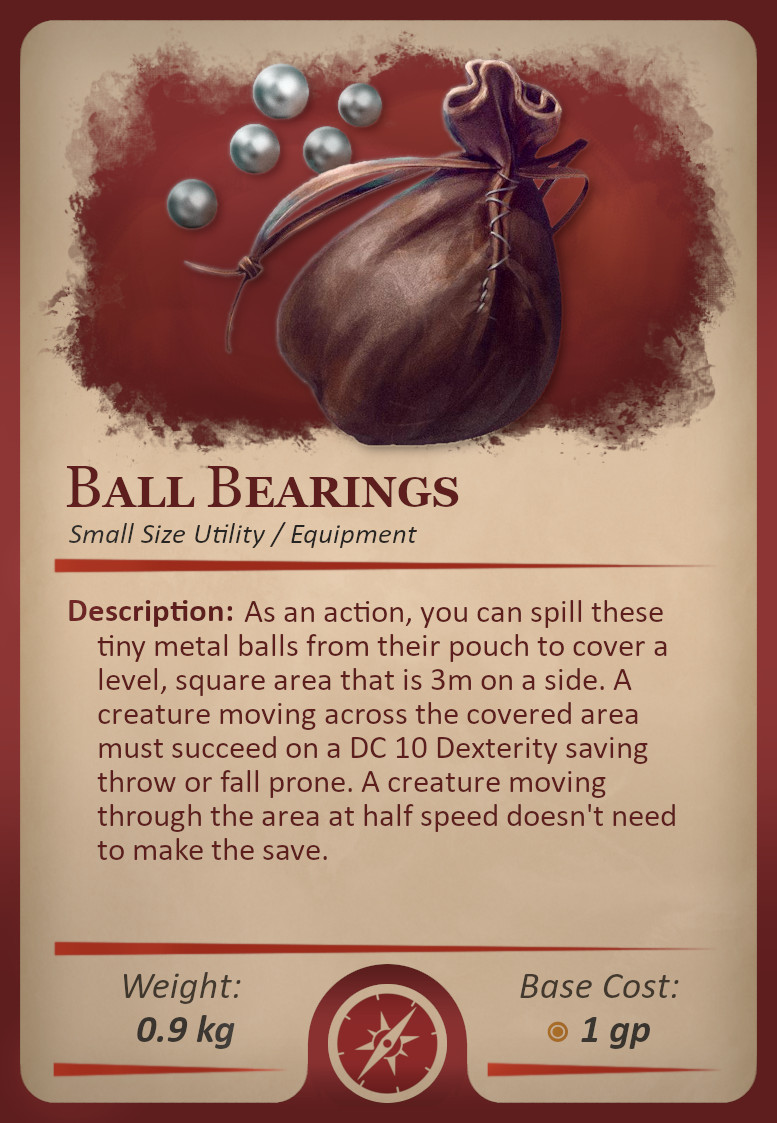 Ball Bearings
Small Size Utility / Equipment
Description: As an action, you can spill these
tiny metal balls from their pouch to cover a
level, square area that is 3m on a side. A
creature moving across the covered area
must succeed on a DC 10 Dexterity saving
throw or fall prone. A creature moving
through the area at half speed doesn't need
to make the save.
Weight:
0.9 kg
Base Cost:
1 gp